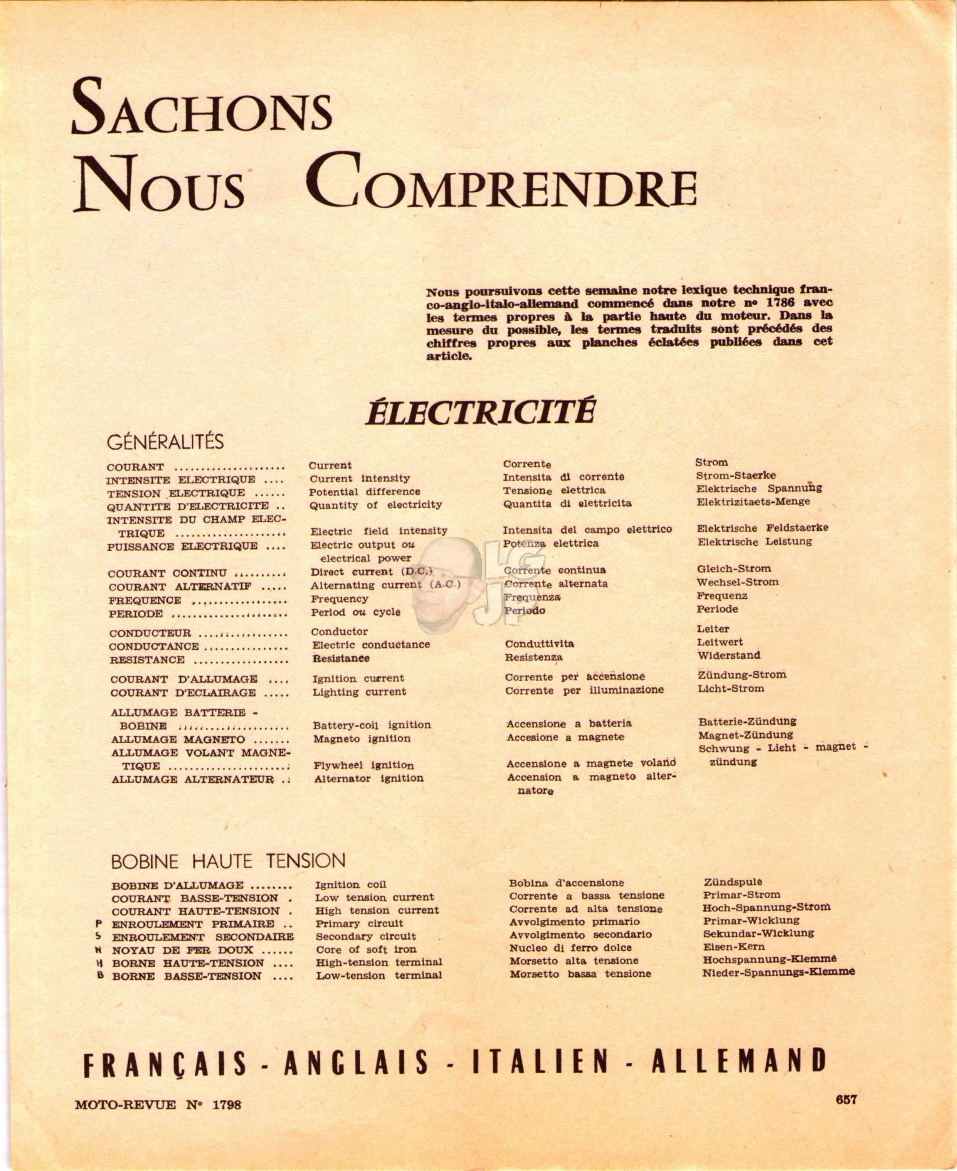 SACHONS
NOUS COMPRENDRE
Nous poursuivons cette semaine notre lexique technique fran-
co-anglo-italo-allemand commencé dans notre n° 1786 avec
les termes propres à la partie haute du moteur. Dans la
mesure du possible, les termes traduits sont précédés des
chiffres propres aux planches éclatées publiées dans cet
article.
ÉLECTRICITÉ
GÉNÉRALITÉS
COURANT ..................... Current Corrente Strom
INTENSITE ELECTRIQUE .... Current intensity Intensita di corrente Strom-Staerke
TENSION ELECTRIQUE ...... Potential difference Tensione elettrica Elektrische Spannung
QUANTITE D'ELECTRICITE .. Quantity of electricity Quantita di elettricita Elektrizitaets-Menge
INTENSITE DU CHAMP ELEC-
TRIQUE ..................... Electric field intensity Intensita del campo elettrico Elektrische Feldstaerke
PUISSANCE ELECTRIQUE .... Electric output ou Potenza elettrica Elektrische Leistung
electrical power
COURANT CONTINU .......... Direct current (D.C.) Corrente continua Gleich-Strom
COURANT ALTERNATIF ..... Alternating current (A.C.) Corrente alternata Wechsel-Strom
FREQUENCE .................. Frequency Frequenza Frequenz
PERIODE ...................... Period ou cycle Periodo Periode
CONDUCTEUR ................. Conductor Leiter
CONDUCTANCE ................ Electric conductance Conduttivita Leitwert
RESISTANCE .................. Resistance Resistenza Widerstand
COURANT D'ALLUMAGE .... Ignition current Corrente per accensione Zündung-Strom
COURANT D'ECLAIRAGE ..... Lighting current Corrente per illuminazione Licht-Strom
ALLUMAGE BATTERIE -
BOBINE ..................... Battery-coil ignition Accensione a batteria Batterie-Zündung
ALLUMAGE MAGNETO ....... Magneto ignition Accesione a magnete Magnet-Zündung
ALLUMAGE VOLANT MAGNE- Schwung - Licht - magnet -
TIQUE ....................... Flywheel ignition Accensione a magnete volano zündung
ALLUMAGE ALTERNATEUR .. Alternator ignition Accension a magneto alter-
natore
LGJP
BOBINE HAUTE TENSION
BOBINE D'ALLUMAGE ........ Ignition coil Bobina d'accensione Zündspule
COURANT BASSE-TENSION . Low tension current Corrente a bassa tensione Primar-Strom
COURANT HAUTE-TENSION . High tension current Corrente ad alta tensione Hoch-Spannung-Strom
P ENROULEMENT PRIMAIRE .. Primary circuit Avvolgimento primario Primar-Wicklung
S ENROULEMENT SECONDAIRE Secondary circuit Avvolgimento secondario Sekundar-Wicklung
N NOYAU DE FER DOUX ...... Core of soft iron Nucleo di ferro dolce Eisen-Kern
H BORNE HAUTE-TENSION .... High-tension terminal Morsetto alta tensione Hochspannung-Klemme
B BORNE BASSE-TENSION .... Low-tension terminal Morsetto bassa tensione Nieder-Spannungs-Klemme
FRANÇAIS - ANGLAIS - ITALIEN - ALLEMAND
MOTO-REVUE N° 1798 657